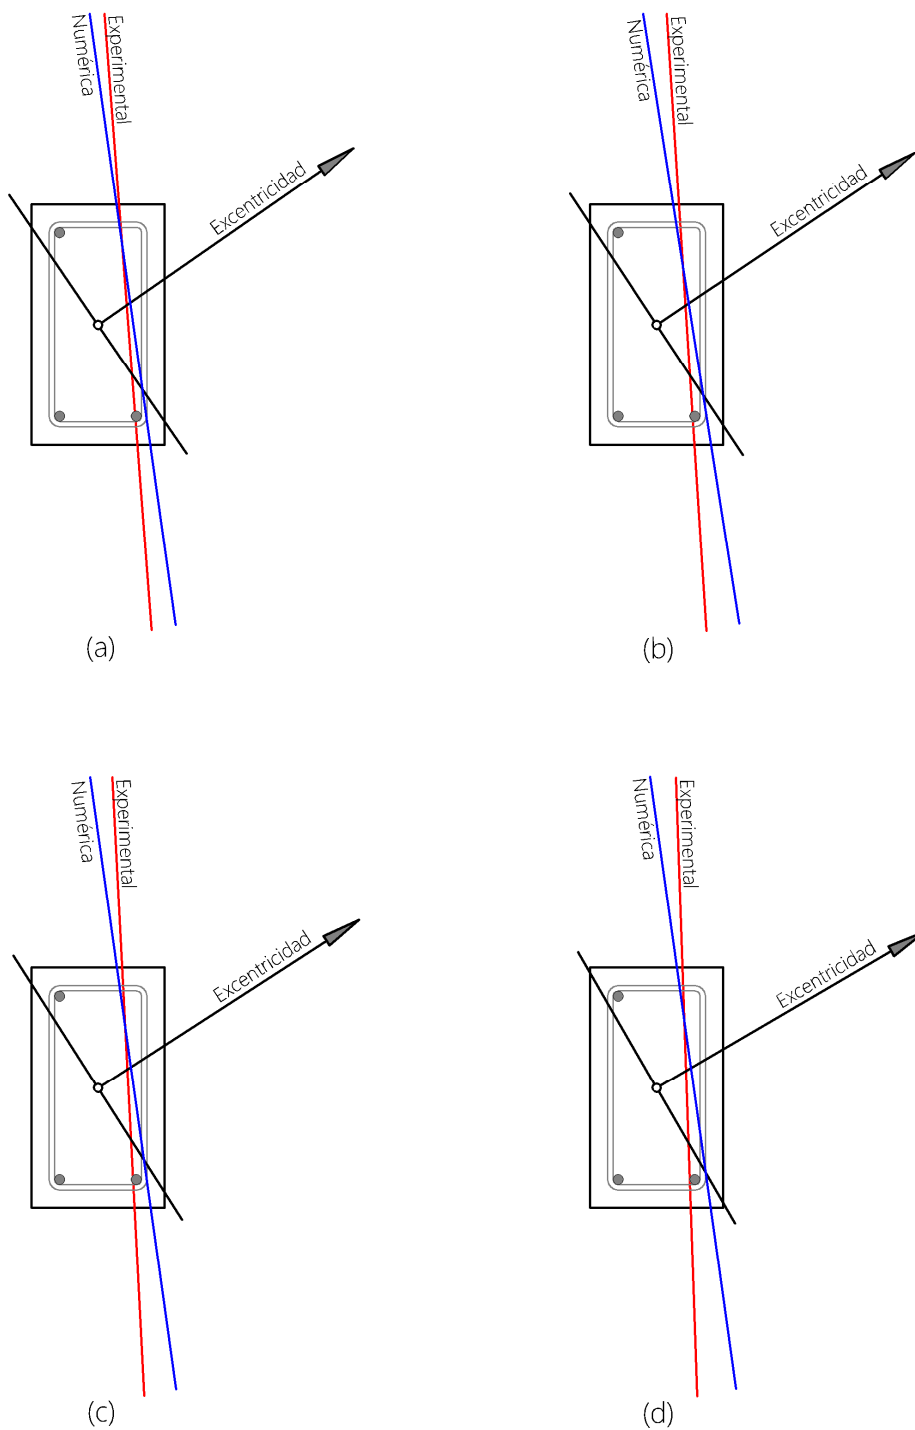 Numérica
Experimental
Excentricidad
(a)
Numérica
Experimental
Excentricidad
(b)
Numérica
Experimental
Excentricidad
(c)
Numérica
Experimental
Excentricidad
(d)